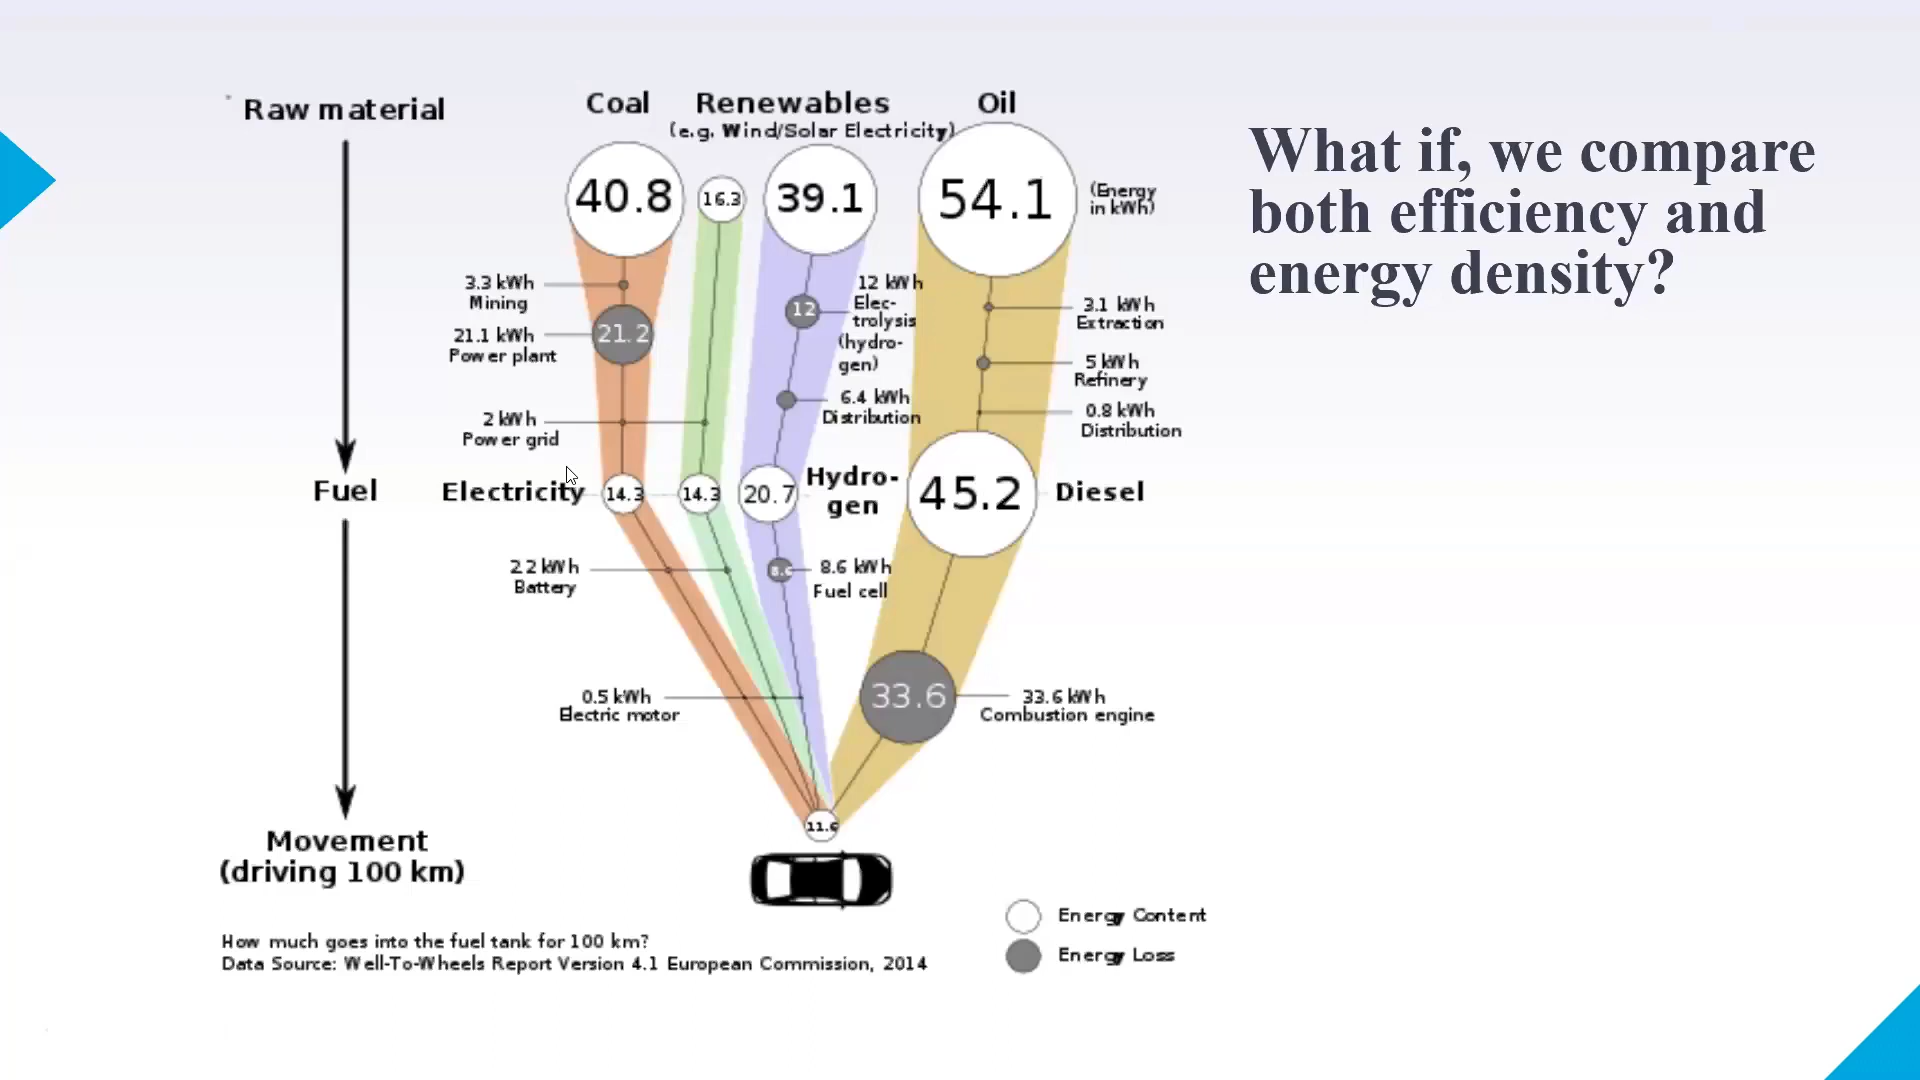 Raw material
Coal
Renewables
(e.g. Wind/Solar Electricity)
Oil
40.8
16.3
39.1
54.1
(Energy
in kWh)
What if, we compare
both efficiency and
energy density?
3.3 kWh
Mining
21.1 kWh
Power plant
21.2
2 kWh
Power grid
12
12 kWh
Elec-
trolysis
(hydro-
gen)
6.4 kWh
Distribution
3.1 kWh
Extraction
5 kWh
Refinery
0.8 kWh
Distribution
Fuel
Electricity
14.3
14.3
20.7
Hydro-
gen
45.2
Diesel
2.2 kWh
Battery
8.6 kWh
Fuel cell
0.5 kWh
Electric motor
33.6
33.6 kWh
Combustion engine
Movement
(driving 100 km)
Energy Content
Energy Loss
How much goes into the fuel tank for 100 km?
Data Source: Well-To-Wheels Report Version 4.1 European Commission, 2014